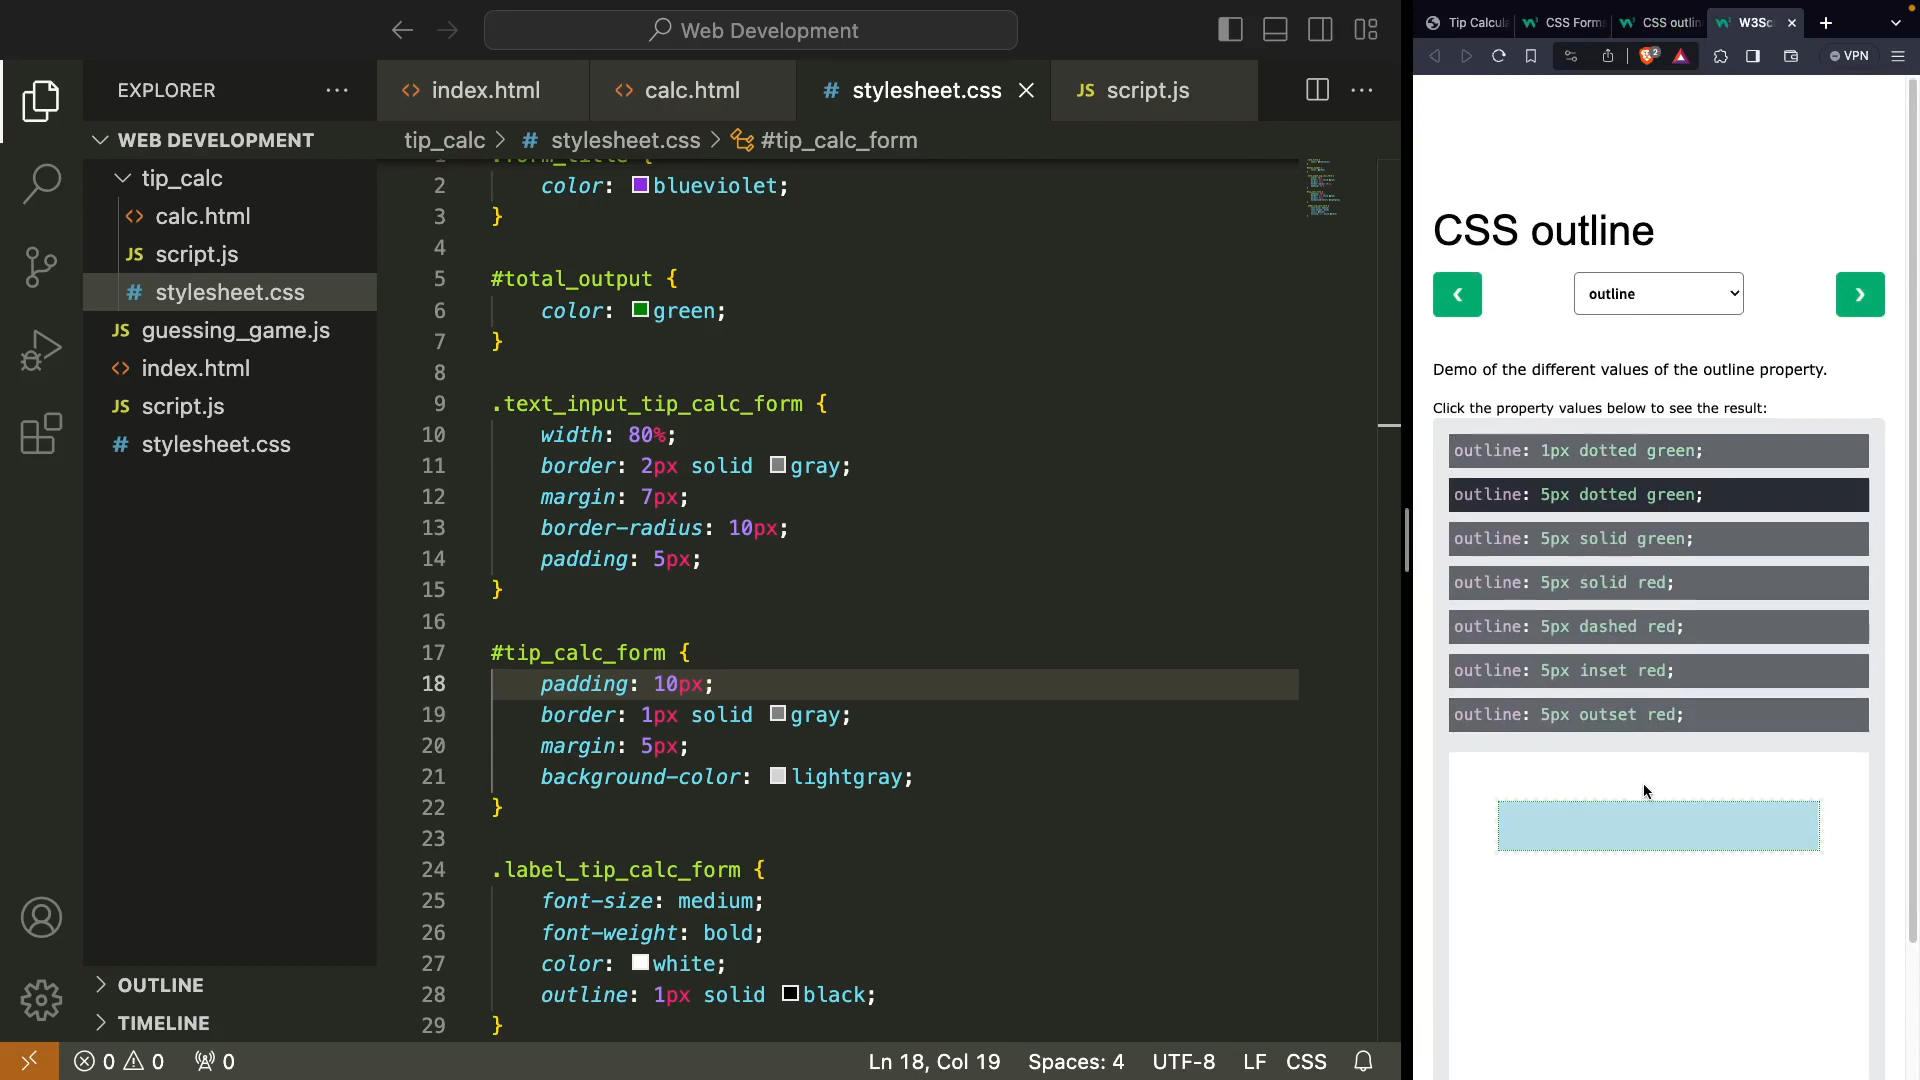 Web Development
EXPLORER
WEB DEVELOPMENT
tip_calc
calc.html
JS script.js
# stylesheet.css
JS guessing_game.js
index.html
JS script.js
# stylesheet.css
OUTLINE
TIMELINE
index.html
calc.html
# stylesheet.css
JS script.js
tip_calc > # stylesheet.css > #tip_calc_form
1 .form_title {
2 color: blueviolet;
3 }
4
5 #total_output {
6 color: green;
7 }
8
9 .text_input_tip_calc_form {
10 width: 80%;
11 border: 2px solid gray;
12 margin: 7px;
13 border-radius: 10px;
14 padding: 5px;
15 }
16
17 #tip_calc_form {
18 padding: 10px;
19 border: 1px solid gray;
20 margin: 5px;
21 background-color: lightgray;
22 }
23
24 .label_tip_calc_form {
25 font-size: medium;
26 font-weight: bold;
27 color: white;
28 outline: 1px solid black;
29 }
0 0 0
Ln 18, Col 19 Spaces: 4 UTF-8 LF CSS
Tip Calcul
CSS Form
CSS outlin
W3Sc
2
VPN
CSS outline
outline
Demo of the different values of the outline property.
Click the property values below to see the result:
outline: 1px dotted green;
outline: 5px dotted green;
outline: 5px solid green;
outline: 5px solid red;
outline: 5px dashed red;
outline: 5px inset red;
outline: 5px outset red;